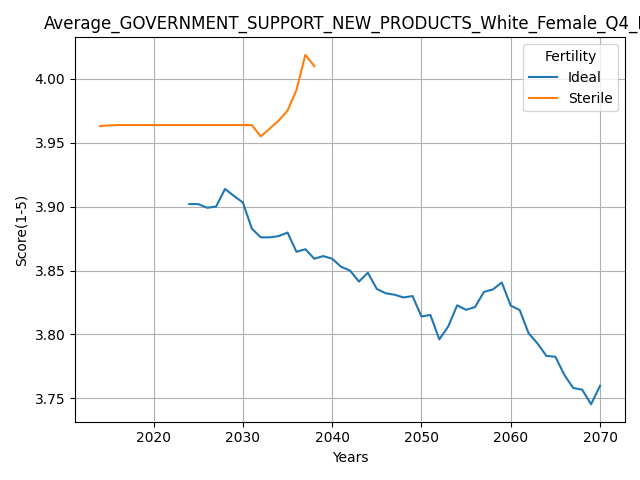 Average_GOVERNMENT_SUPPORT_NEW_PRODUCTS_White_Female_Q4_
Fertility
Ideal
Sterile
Score(1-5)
4.00
3.95
3.90
3.85
3.80
3.75
2020 2030 2040 2050 2060 2070
Years